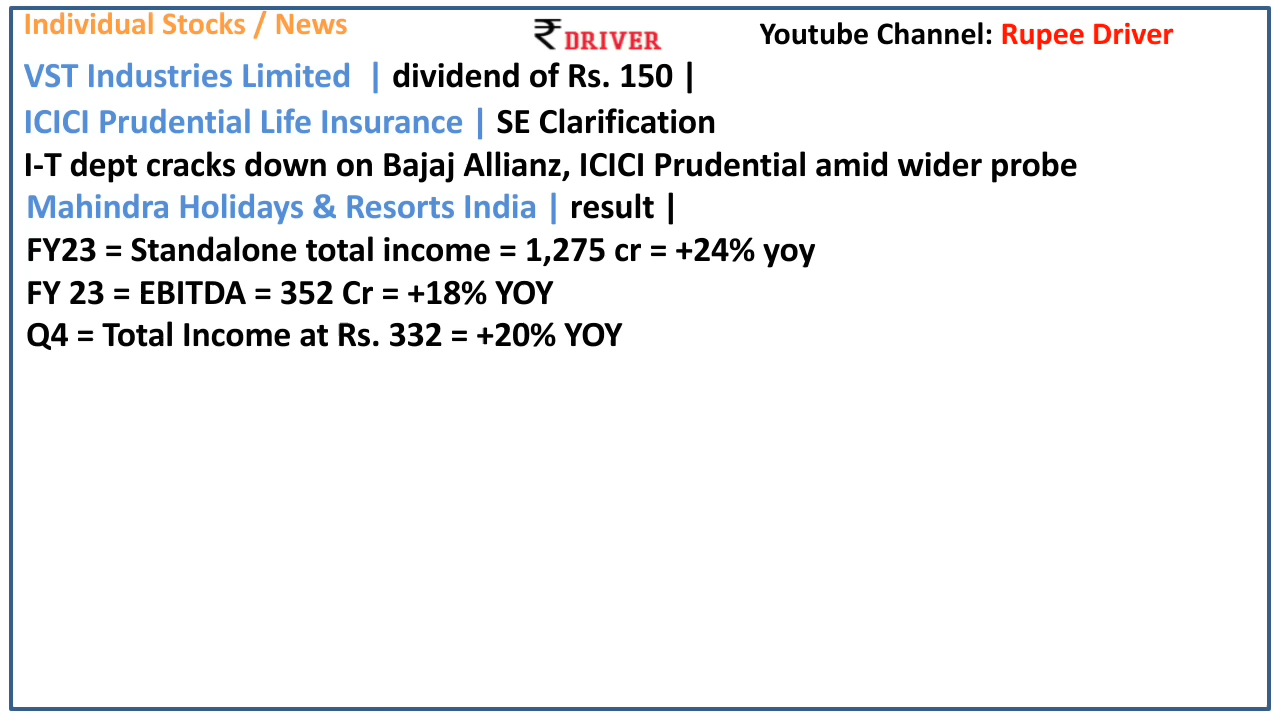 Individual Stocks / News
₹ DRIVER
Youtube Channel: Rupee Driver
VST Industries Limited | dividend of Rs. 150 |
ICICI Prudential Life Insurance | SE Clarification
I-T dept cracks down on Bajaj Allianz, ICICI Prudential amid wider probe
Mahindra Holidays & Resorts India | result |
FY23 = Standalone total income = 1,275 cr = +24% yoy
FY 23 = EBITDA = 352 Cr = +18% YOY
Q4 = Total Income at Rs. 332 = +20% YOY